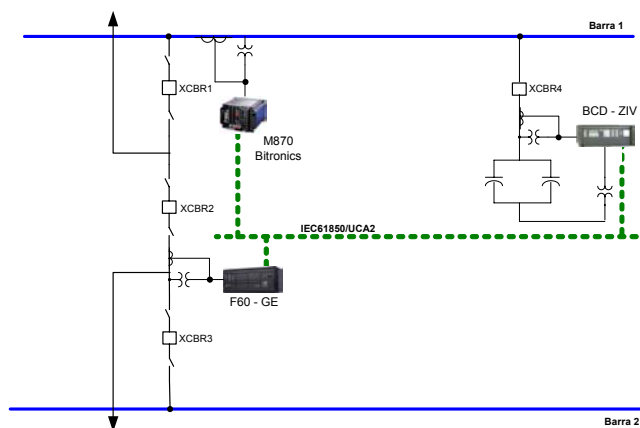 Barra 1
XCBR1
XCBR4
BCD - ZIV
M870
Bitronics
XCBR2
IEC61850/UCA2
F60 - GE
XCBR3
Barra 2